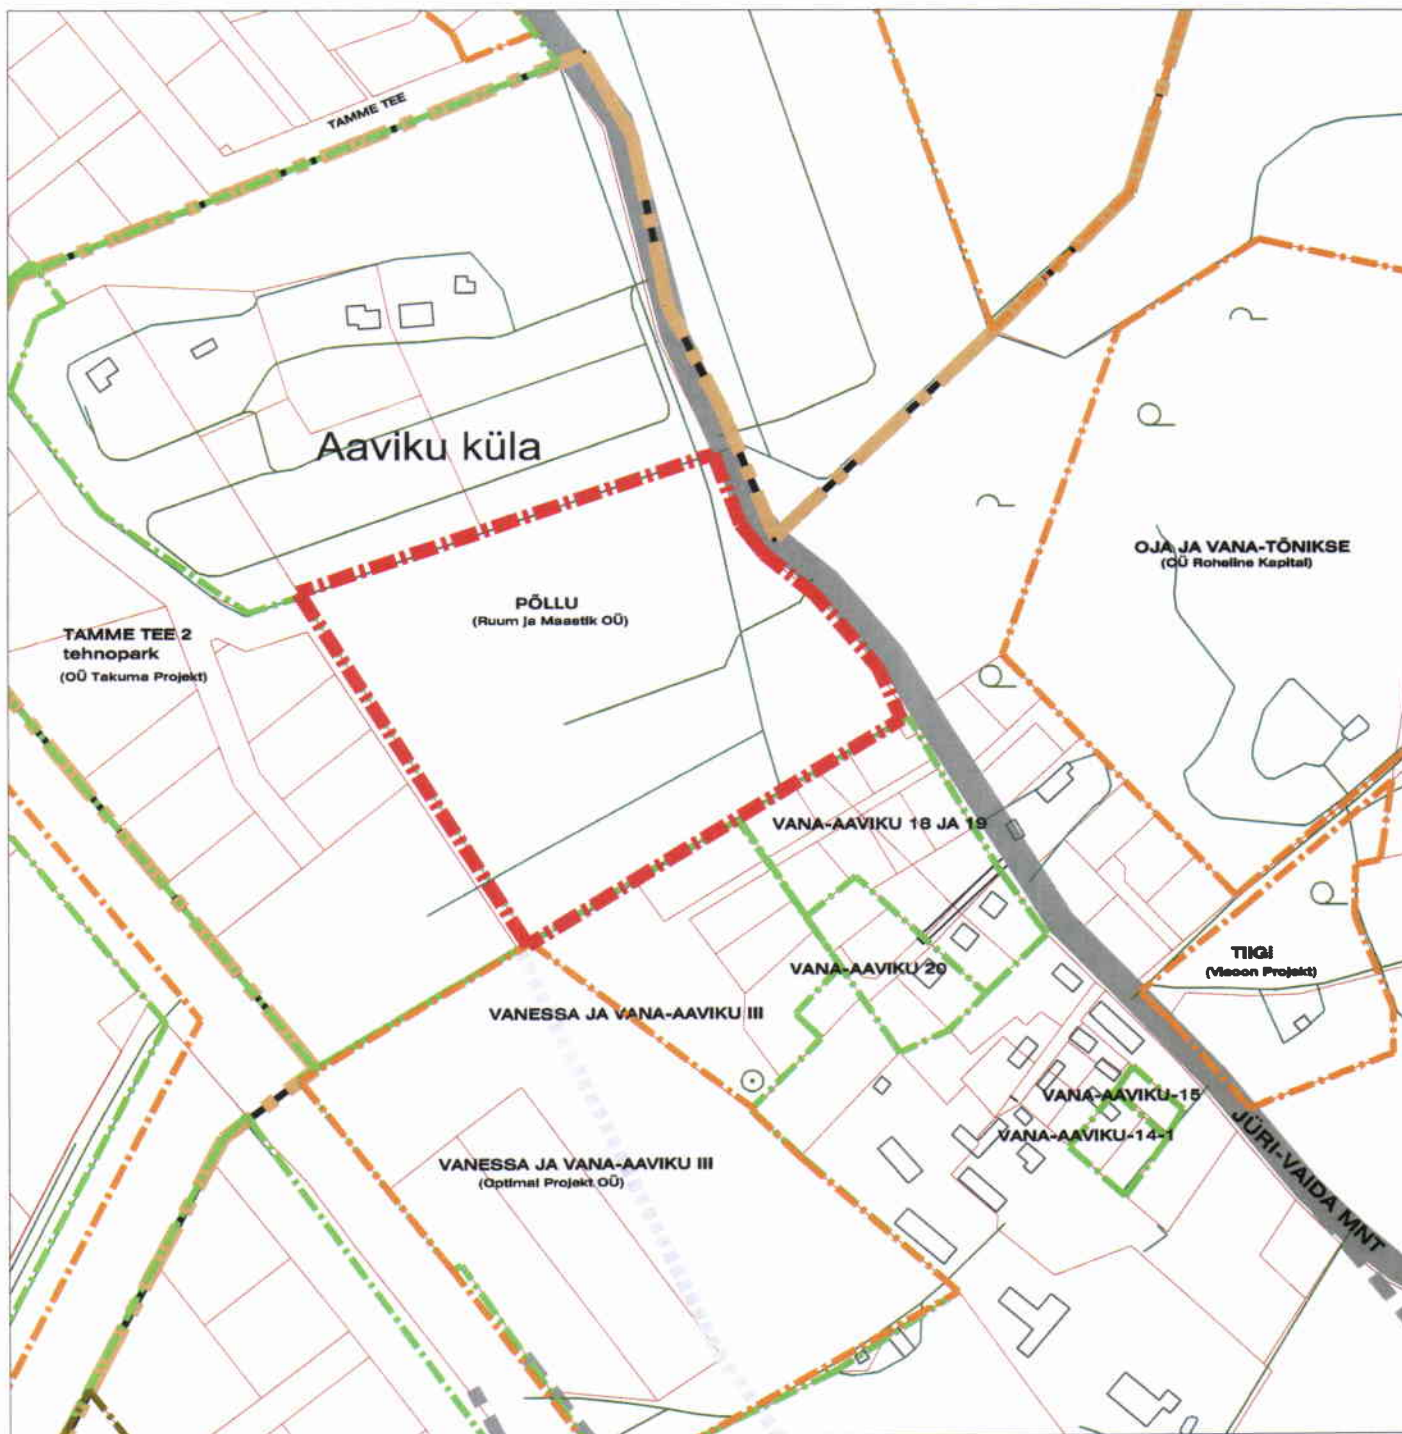 TAMME TEE
Aaviku küla
OJA JA VANA-TÕNIKSE
(OÜ Roheline Kapital)
PÕLLU
(Ruum ja Maastik OÜ)
TAMME TEE 2
tehnopark
(OÜ Takuma Projekt)
VANA-AAVIKU 18 JA 19
TIIGI
(Viscon Projekt)
VANA-AAVIKU 20
VANESSA JA VANA-AAVIKU III
VANA-AAVIKU-15
VANA-AAVIKU-14-1
JÜRI-VAIDA MNT
VANESSA JA VANA-AAVIKU III
(Optimal Projekt OÜ)